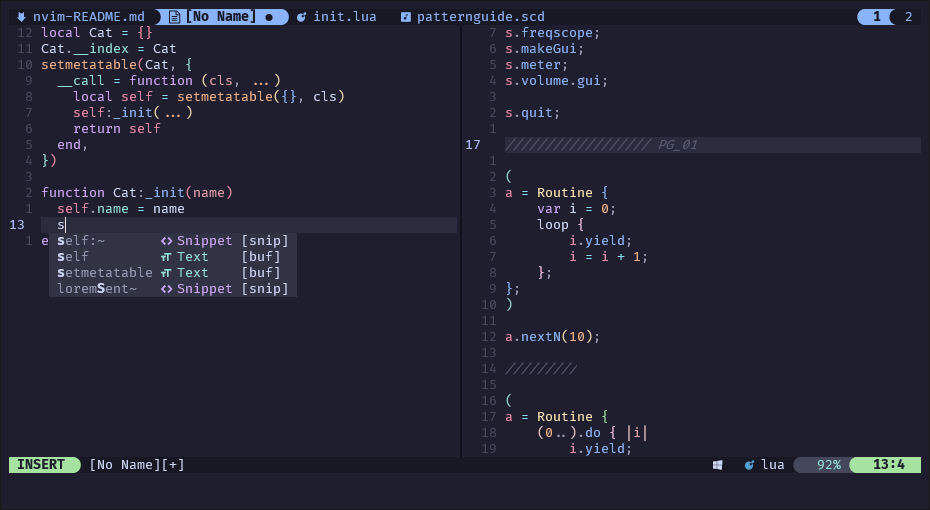 nvim-README.md [No Name] ● init.lua patternguide.scd 1 2
12 local Cat = {}
11 Cat.__index = Cat
10 setmetatable(Cat, {
9 __call = function (cls, ...)
8 local self = setmetatable({}, cls)
7 self:_init(...)
6 return self
5 end,
4 })
3
2 function Cat:_init(name)
1 self.name = name
13 s
1 e
self:~ <> Snippet [snip]
self Text [buf]
setmetatable Text [buf]
loremSent~ <> Snippet [snip]
7 s.freqscope;
6 s.makeGui;
5 s.meter;
4 s.volume.gui;
3
2 s.quit;
1
17 /////////////////// PG_01
1
2 (
3 a = Routine {
4 var i = 0;
5 loop {
6 i.yield;
7 i = i + 1;
8 };
9 };
10 )
11
12 a.nextN(10);
13
14 /////////
15
16 (
17 a = Routine {
18 (0..).do { |i|
19 i.yield;
INSERT [No Name][+] lua 92% 13:4